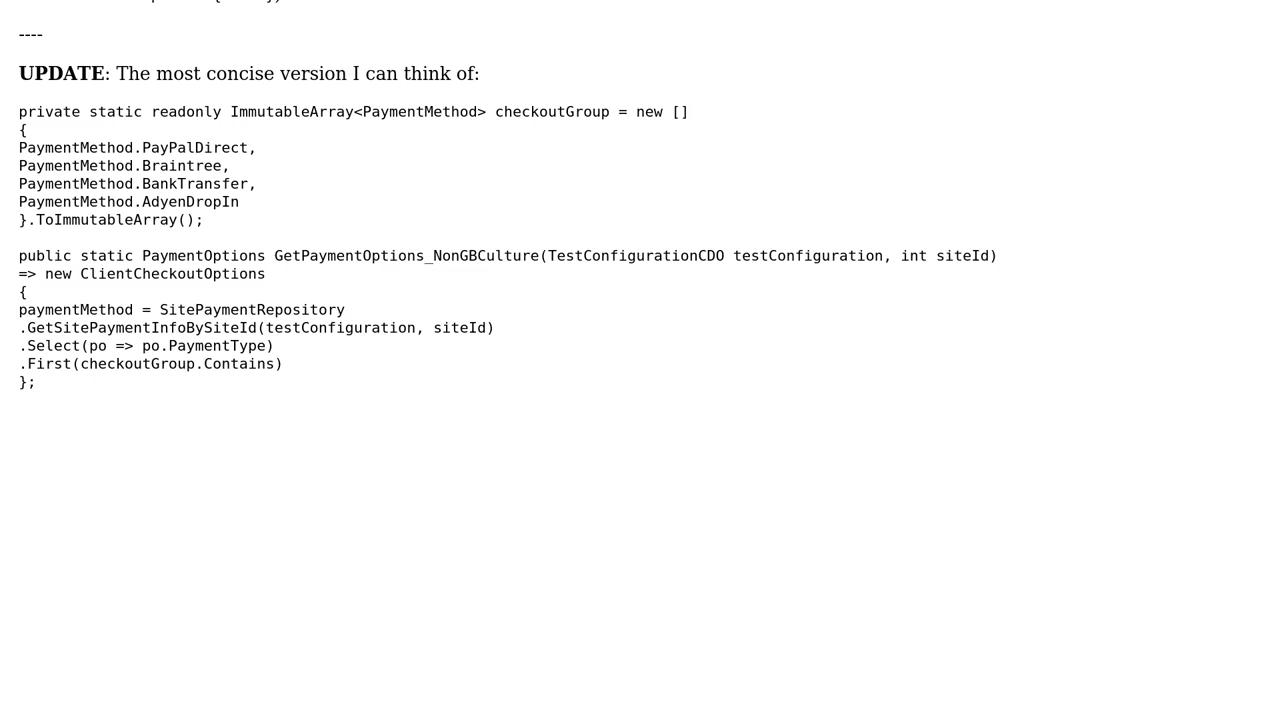 ----
UPDATE: The most concise version I can think of:
private static readonly ImmutableArray<PaymentMethod> checkoutGroup = new []
{
PaymentMethod.PayPalDirect,
PaymentMethod.Braintree,
PaymentMethod.BankTransfer,
PaymentMethod.AdyenDropIn
}.ToImmutableArray();
public static PaymentOptions GetPaymentOptions_NonGBCulture(TestConfigurationCDO testConfiguration, int siteId)
=> new ClientCheckoutOptions
{
paymentMethod = SitePaymentRepository
.GetSitePaymentInfoBySiteId(testConfiguration, siteId)
.Select(po => po.PaymentType)
.First(checkoutGroup.Contains)
};